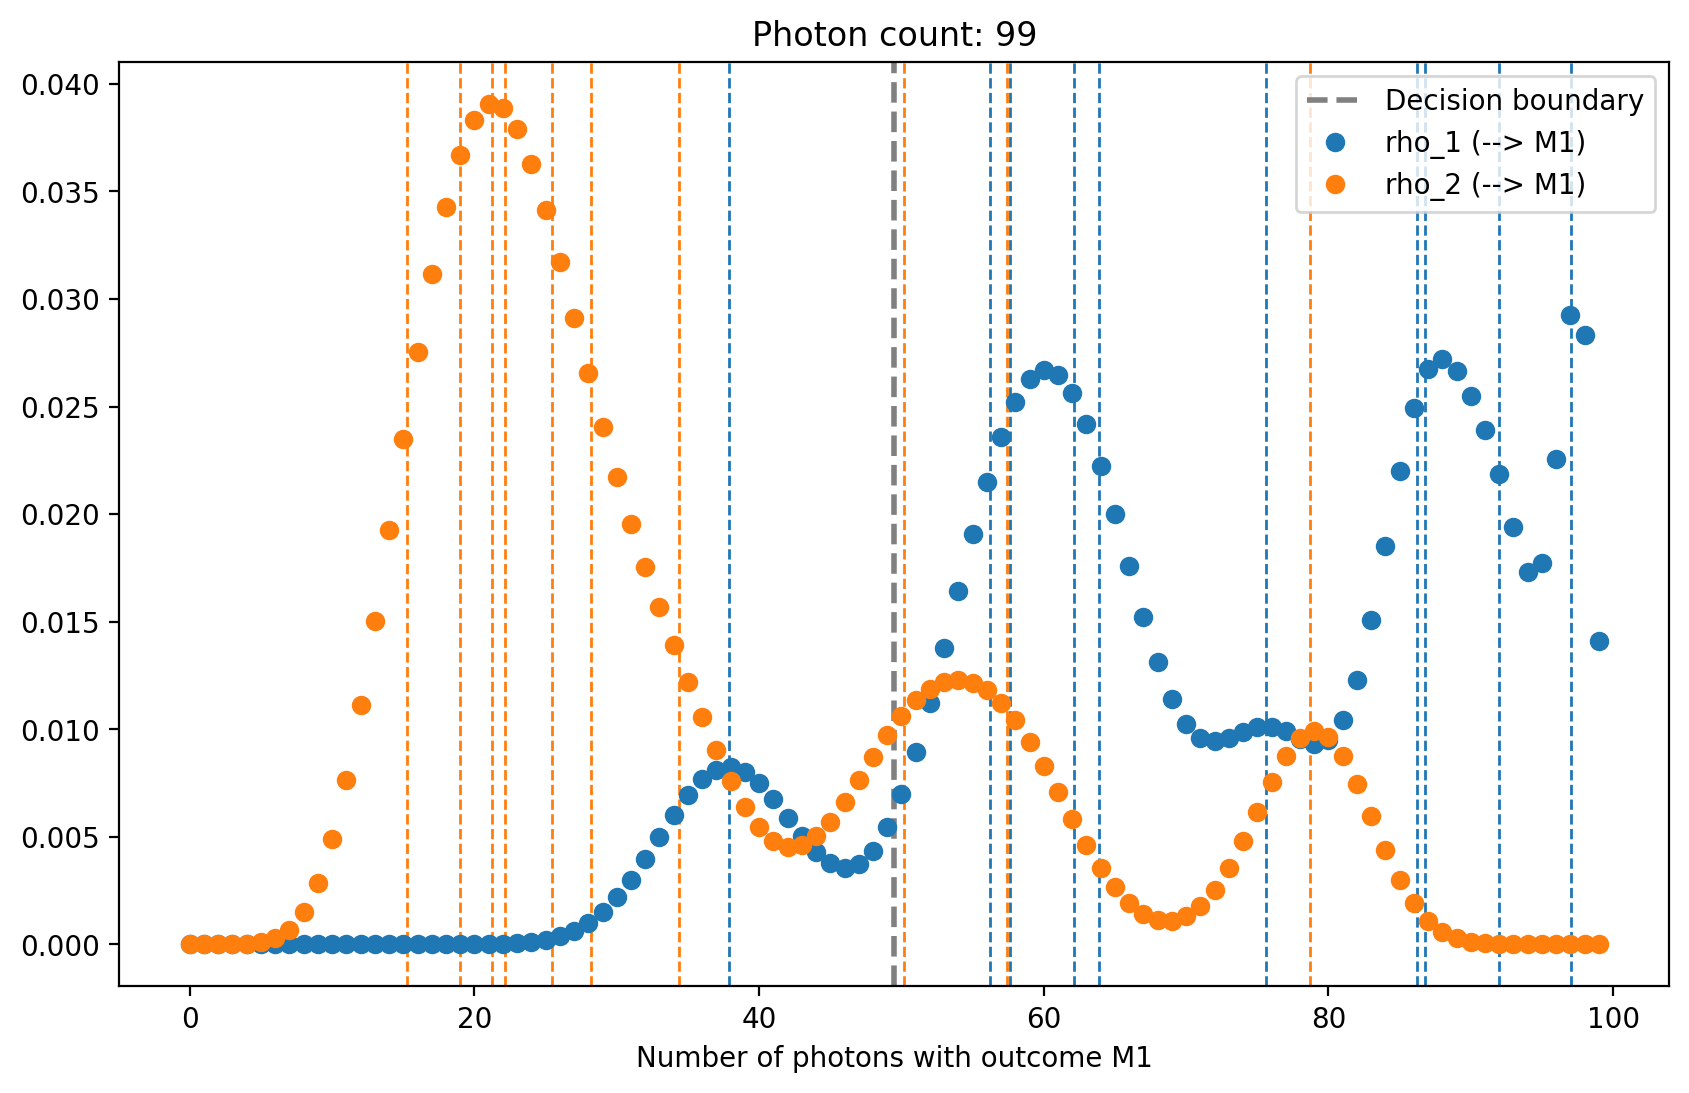 Photon count: 99
0.040
0.035
0.030
0.025
0.020
0.015
0.010
0.005
0.000
Decision boundary
rho_1 (--> M1)
rho_2 (--> M1)
0 20 40 60 80 100
Number of photons with outcome M1